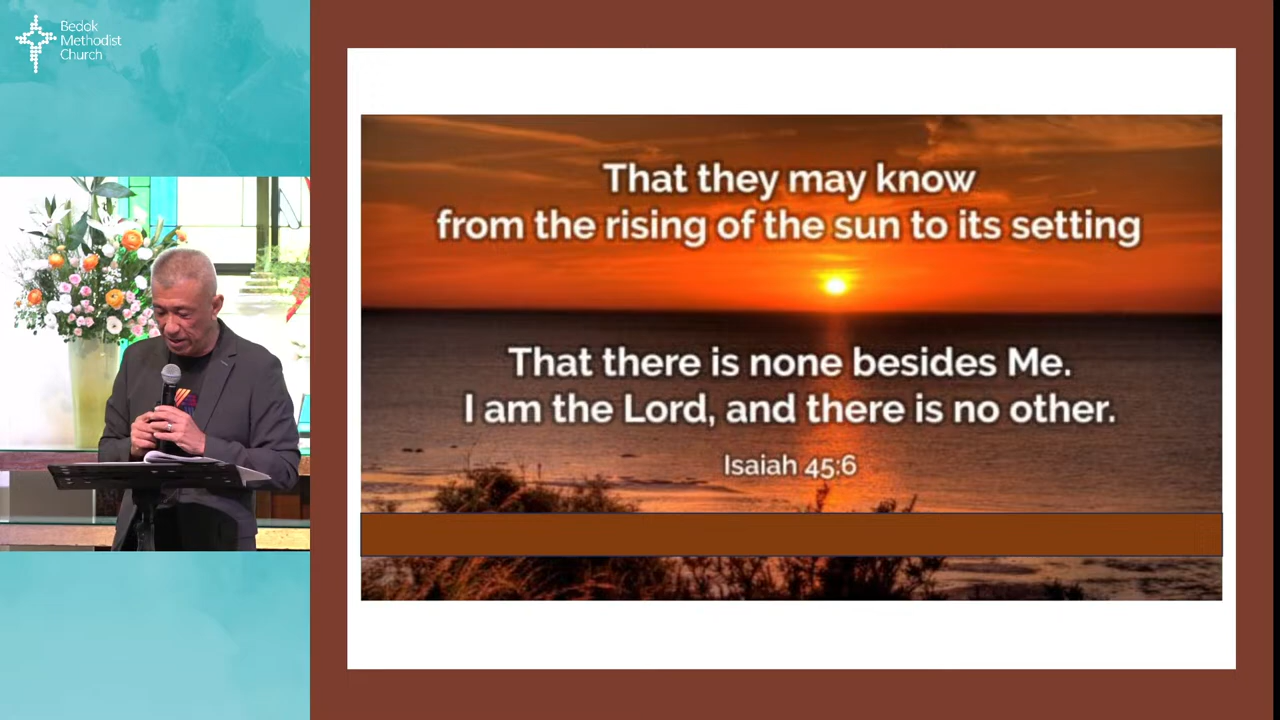 Bedok
Methodist
Church
That they may know
from the rising of the sun to its setting
That there is none besides Me.
I am the Lord, and there is no other.
Isaiah 45:6